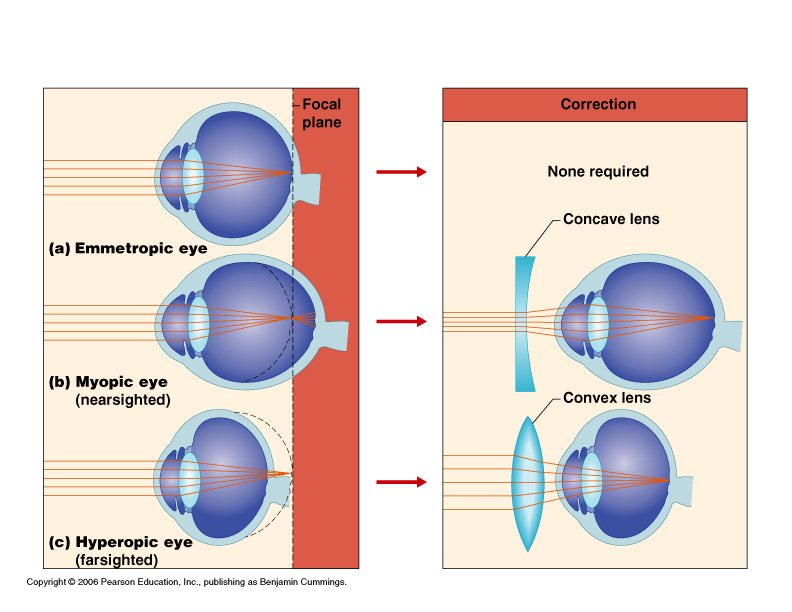 Focal
plane
Correction
None required
(a) Emmetropic eye
Concave lens
(b) Myopic eye
(nearsighted)
Convex lens
(c) Hyperopic eye
(farsighted)
Copyright © 2006 Pearson Education, Inc., publishing as Benjamin Cummings.